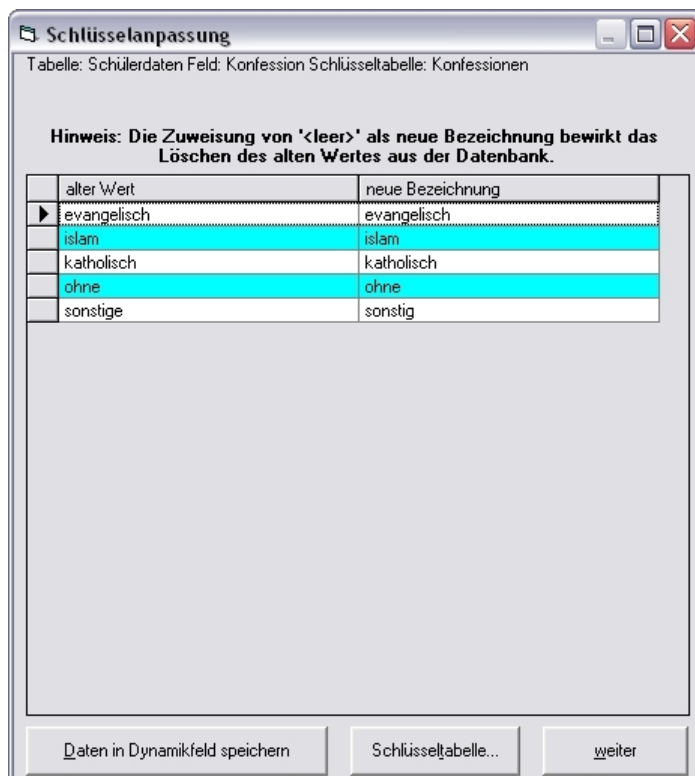 Schlüsselanpassung
Tabelle: Schülerdaten Feld: Konfession Schlüsseltabelle: Konfessionen
Hinweis: Die Zuweisung von '<leer>' als neue Bezeichnung bewirkt das
Löschen des alten Wertes aus der Datenbank.
alter Wert neue Bezeichnung
evangelisch evangelisch
islam islam
katholisch katholisch
ohne ohne
sonstige sonstig
Daten in Dynamikfeld speichern Schlüsseltabelle... weiter